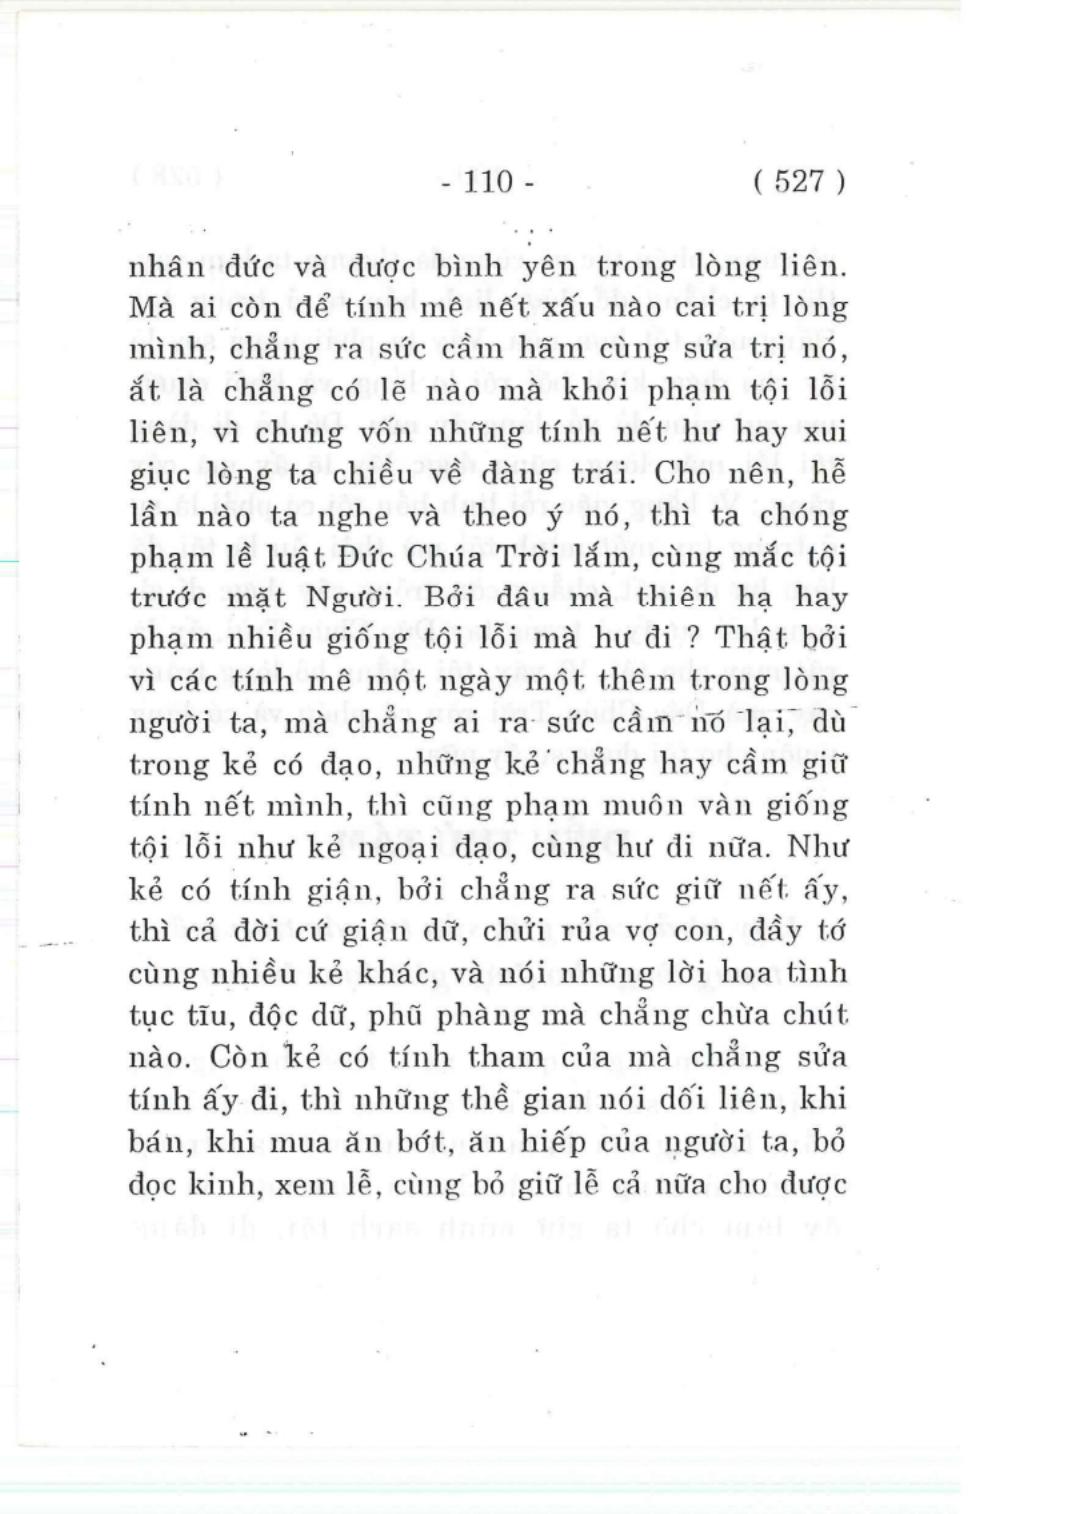 - 110 - ( 527 )
nhân đức và được bình yên trong lòng liên.
Mà ai còn để tính mê nết xấu nào cai trị lòng
mình, chẳng ra sức cầm hãm cùng sửa trị nó,
ắt là chẳng có lẽ nào mà khỏi phạm tội lỗi
liên, vì chưng vốn những tính nết hư hay xui
giục lòng ta chiều về đàng trái. Cho nên, hễ
lần nào ta nghe và theo ý nó, thì ta chóng
phạm lề luật Đức Chúa Trời lắm, cùng mắc tội
trước mặt Người. Bởi đâu mà thiên hạ hay
phạm nhiều giống tội lỗi mà hư đi ? Thật bởi
vì các tính mê một ngày một thêm trong lòng
người ta, mà chẳng ai ra sức cầm nó lại, dù
trong kẻ có đạo, những kẻ chẳng hay cầm giữ
tính nết mình, thì cũng phạm muôn vàn giống
tội lỗi như kẻ ngoại đạo, cùng hư đi nữa. Như
kẻ có tính giận, bởi chẳng ra sức giữ nết ấy,
thì cả đời cứ giận dữ, chửi rủa vợ con, đầy tớ
cùng nhiều kẻ khác, và nói những lời hoa tình
tục tĩu, độc dữ, phũ phàng mà chẳng chừa chút
nào. Còn kẻ có tính tham của mà chẳng sửa
tính ấy đi, thì những thề gian nói dối liên, khi
bán, khi mua ăn bớt, ăn hiếp của người ta, bỏ
đọc kinh, xem lễ, cùng bỏ giữ lễ cả nữa cho được